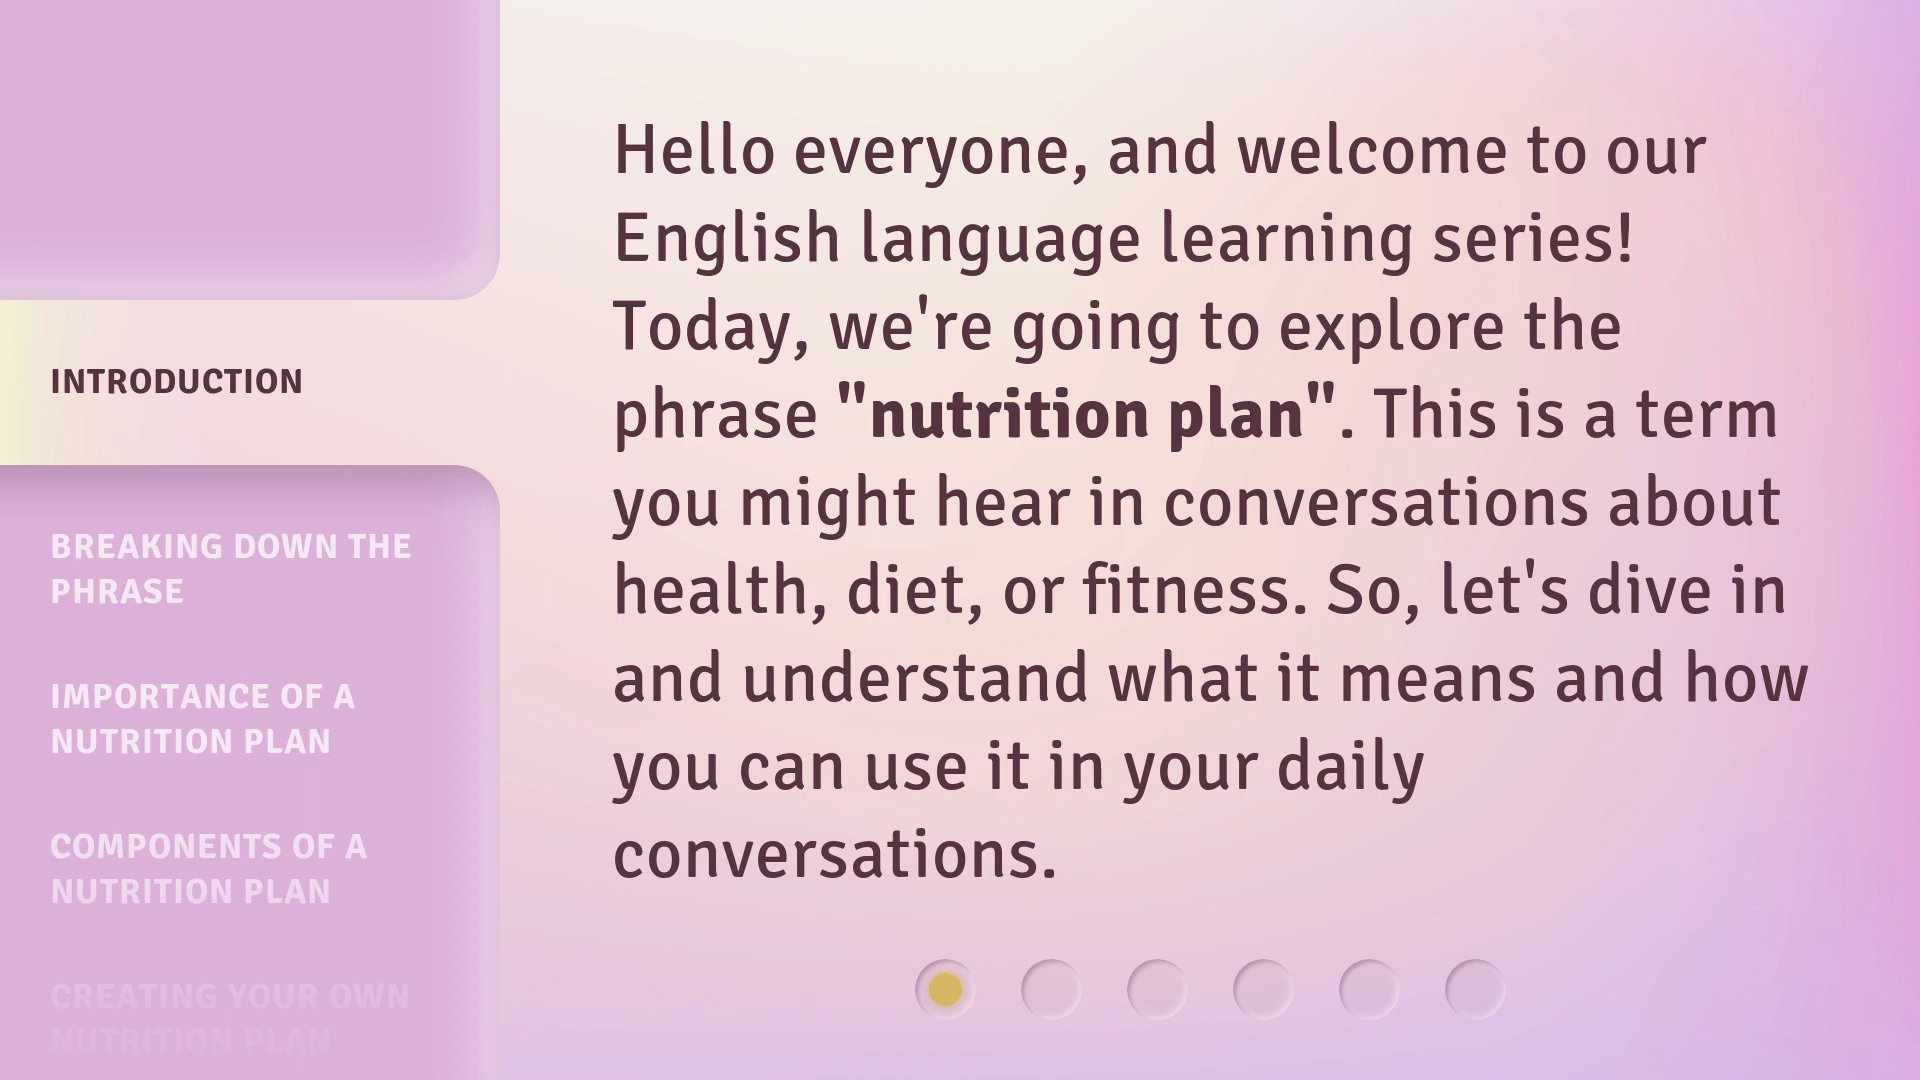 INTRODUCTION
BREAKING DOWN THE
PHRASE
IMPORTANCE OF A
NUTRITION PLAN
COMPONENTS OF A
NUTRITION PLAN
CREATING YOUR OWN
NUTRITION PLAN
Hello everyone, and welcome to our
English language learning series!
Today, we're going to explore the
phrase "nutrition plan". This is a term
you might hear in conversations about
health, diet, or fitness. So, let's dive in
and understand what it means and how
you can use it in your daily
conversations.